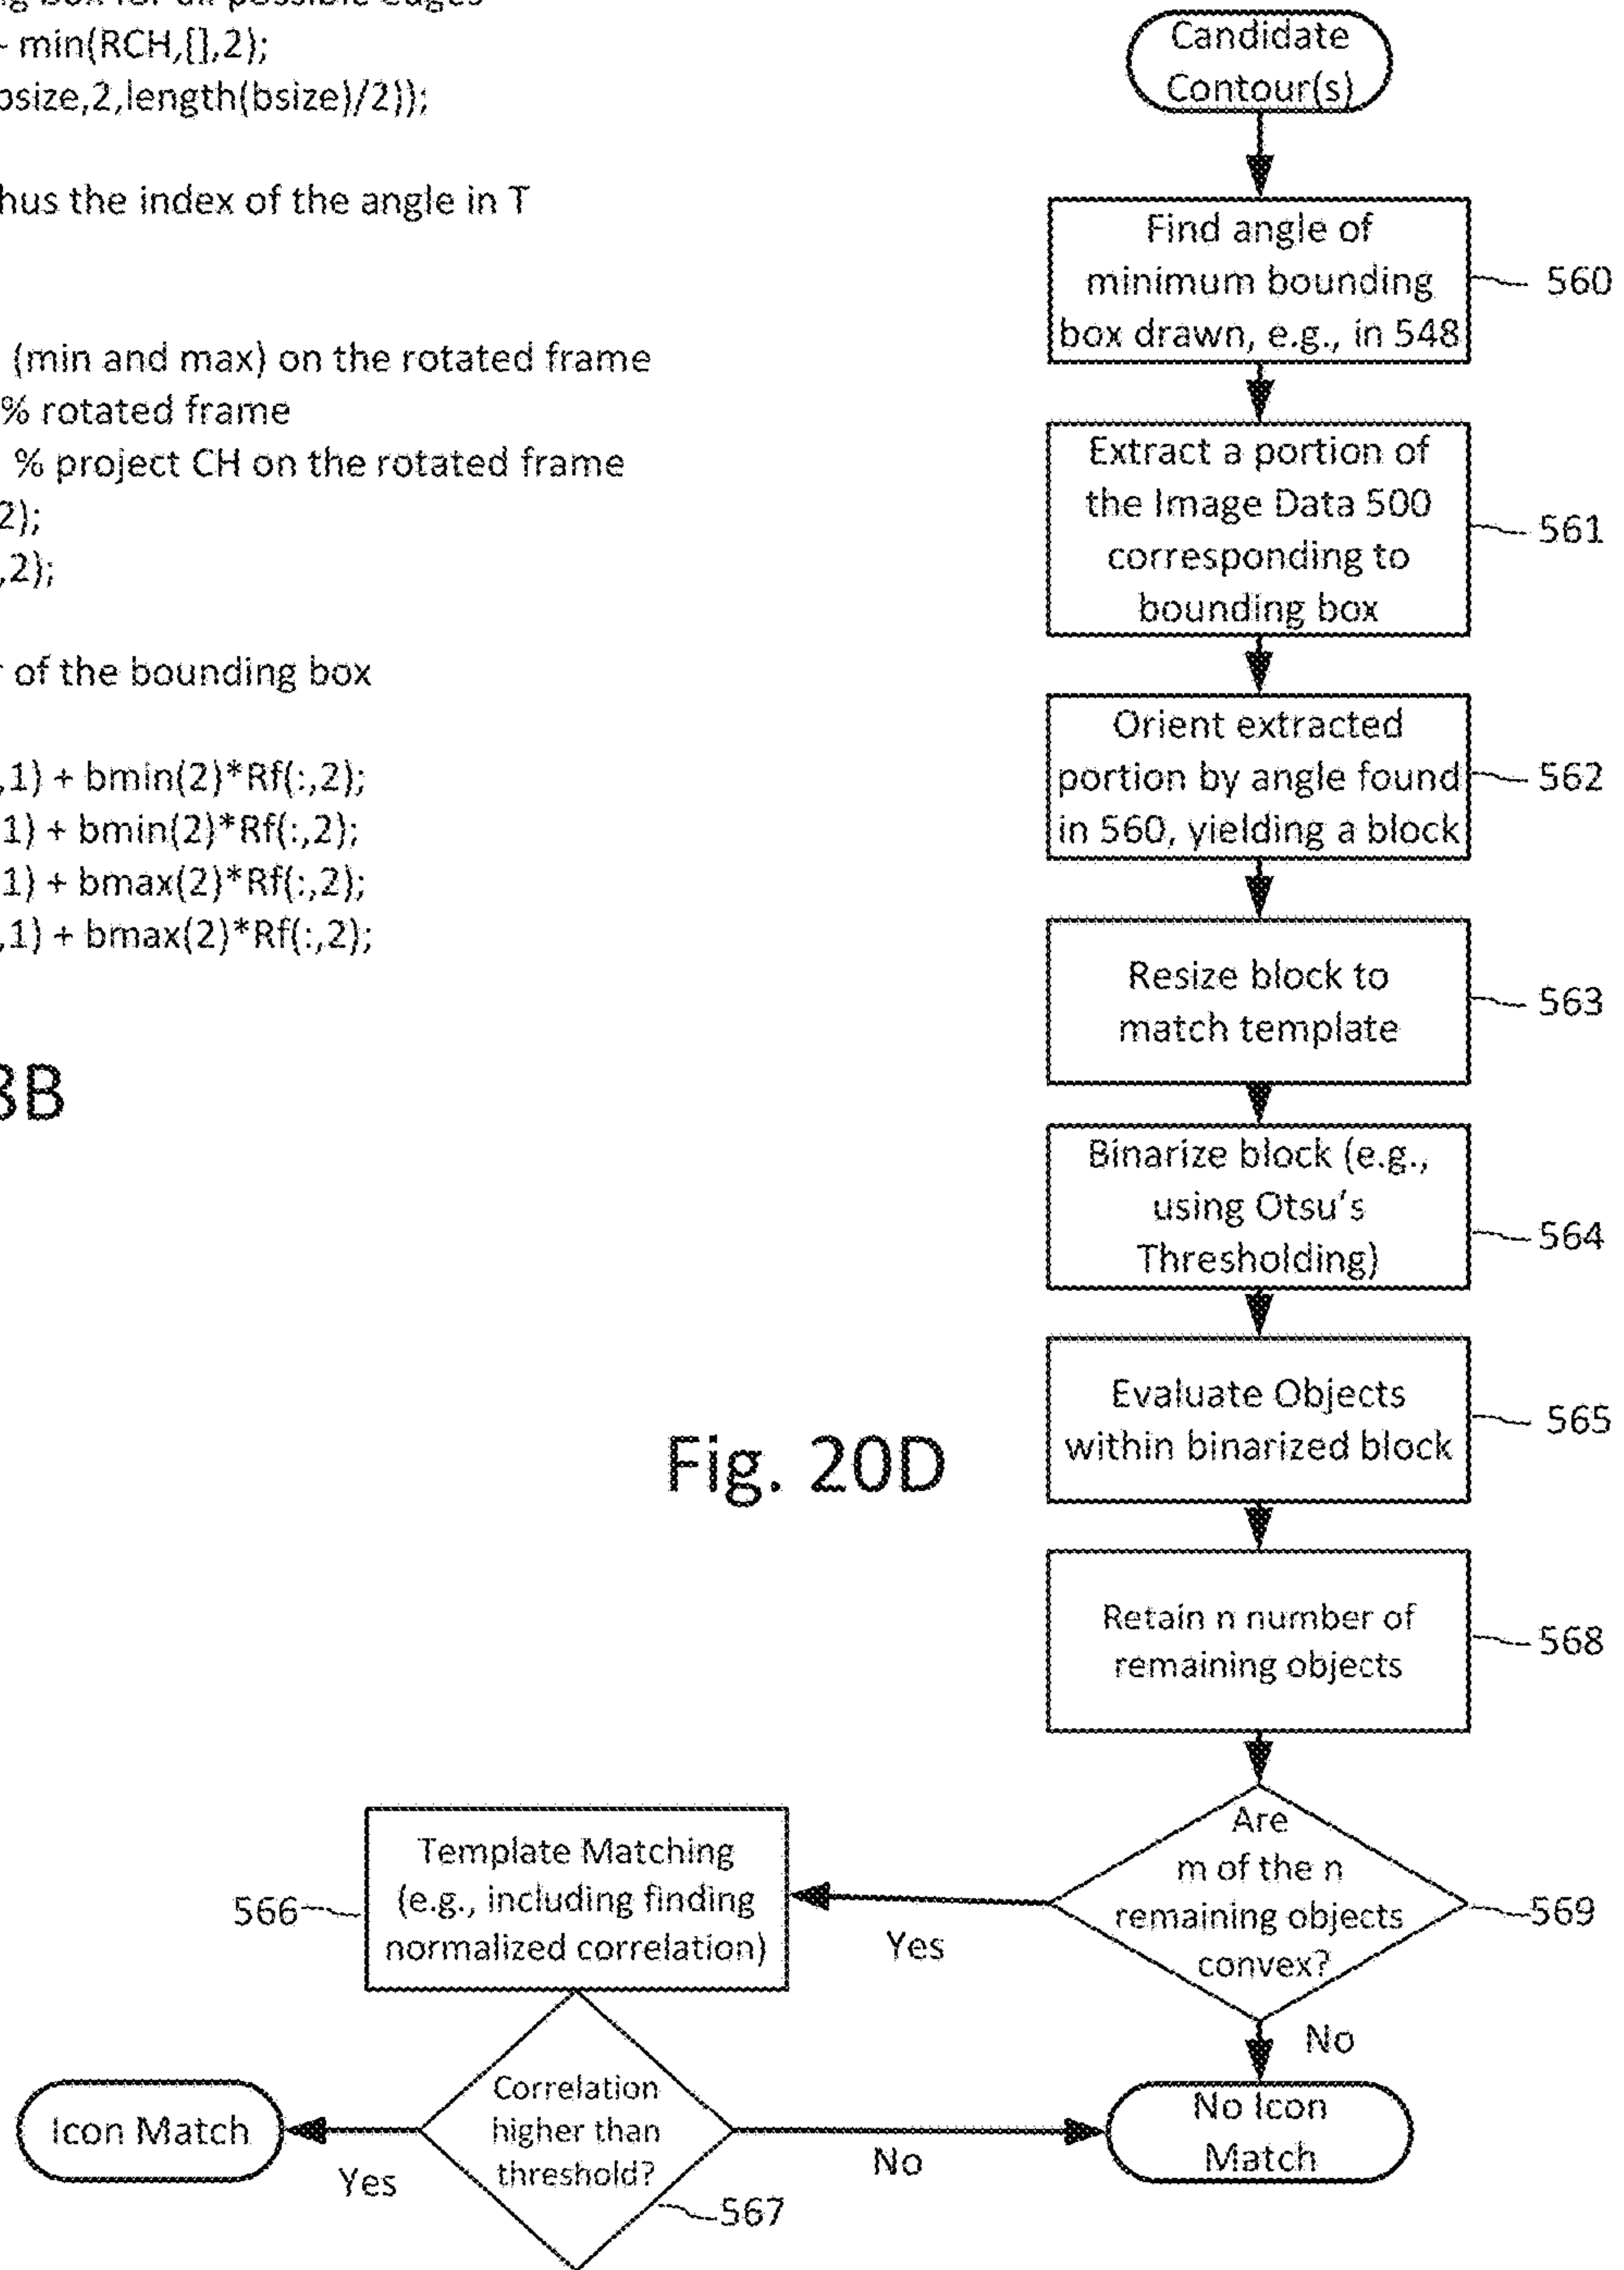 ng box for all possible edges
- min(RCH,[],2);
bsize,2,length(bsize)/2));
hus the index of the angle in T
(min and max) on the rotated frame
% rotated frame
% project CH on the rotated frame
2);
,2);
r of the bounding box
,1) + bmin(2)*Rf(:,2);
1) + bmin(2)*Rf(:,2);
1) + bmax(2)*Rf(:,2);
,1) + bmax(2)*Rf(:,2);
3B
Candidate
Contour(s)
Find angle of
minimum bounding
box drawn, e.g., in 548
560
Extract a portion of
the Image Data 500
corresponding to
bounding box
561
Orient extracted
portion by angle found
in 560, yielding a block
562
Resize block to
match template
563
Binarize block (e.g.,
using Otsu's
Thresholding)
564
Evaluate Objects
within binarized block
565
Fig. 20D
Retain n number of
remaining objects
568
Are
m of the n
remaining objects
convex?
569
Yes
No
Template Matching
(e.g., including finding
normalized correlation)
566
Correlation
higher than
threshold?
567
Yes
No
Icon Match
No Icon
Match